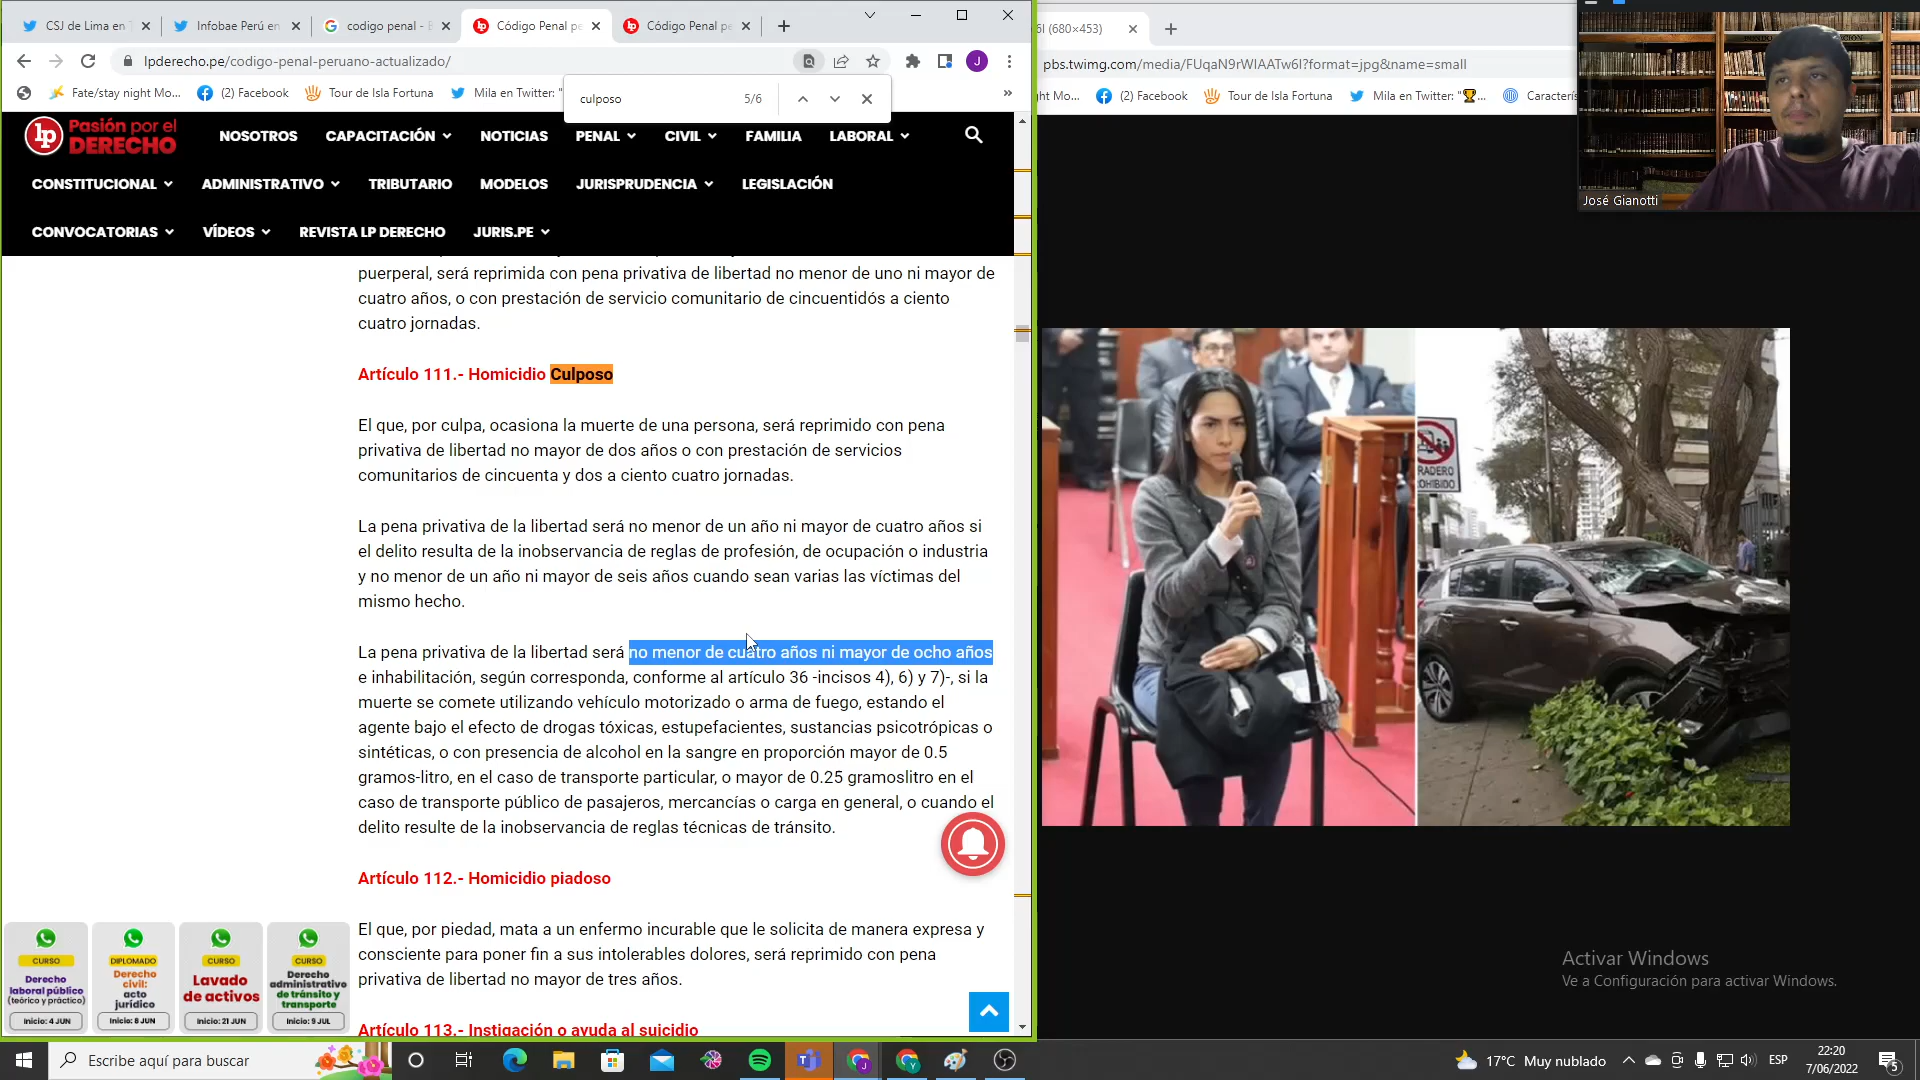 CSJ de Lima en T
Infobae Perú en
codigo penal - B
Código Penal pe
Código Penal pe
6I (680×453)
lpderecho.pe/codigo-penal-peruano-actualizado/
pbs.twimg.com/media/FUqaN9rWIAATw6I?format=jpg&name=small
Fate/stay night Mo...
(2) Facebook
Tour de Isla Fortuna
Mila en Twitter: "
ht Mo...
(2) Facebook
Tour de Isla Fortuna
Mila en Twitter: "🏆...
Caracterís
culposo
5/6
lp
Pasión por el
DERECHO
NOSOTROS
CAPACITACIÓN
NOTICIAS
PENAL
CIVIL
FAMILIA
LABORAL
CONSTITUCIONAL
ADMINISTRATIVO
TRIBUTARIO
MODELOS
JURISPRUDENCIA
LEGISLACIÓN
CONVOCATORIAS
VÍDEOS
REVISTA LP DERECHO
JURIS.PE
José Gianotti
puerperal, será reprimida con pena privativa de libertad no menor de uno ni mayor de
cuatro años, o con prestación de servicio comunitario de cincuentidós a ciento
cuatro jornadas.
Artículo 111.- Homicidio Culposo
El que, por culpa, ocasiona la muerte de una persona, será reprimido con pena
privativa de libertad no mayor de dos años o con prestación de servicios
comunitarios de cincuenta y dos a ciento cuatro jornadas.
La pena privativa de la libertad será no menor de un año ni mayor de cuatro años si
el delito resulta de la inobservancia de reglas de profesión, de ocupación o industria
y no menor de un año ni mayor de seis años cuando sean varias las víctimas del
mismo hecho.
La pena privativa de la libertad será no menor de cuatro años ni mayor de ocho años
e inhabilitación, según corresponda, conforme al artículo 36 -incisos 4), 6) y 7)-, si la
muerte se comete utilizando vehículo motorizado o arma de fuego, estando el
agente bajo el efecto de drogas tóxicas, estupefacientes, sustancias psicotrópicas o
sintéticas, o con presencia de alcohol en la sangre en proporción mayor de 0.5
gramos-litro, en el caso de transporte particular, o mayor de 0.25 gramoslitro en el
caso de transporte público de pasajeros, mercancías o carga en general, o cuando el
delito resulte de la inobservancia de reglas técnicas de tránsito.
Artículo 112.- Homicidio piadoso
El que, por piedad, mata a un enfermo incurable que le solicita de manera expresa y
consciente para poner fin a sus intolerables dolores, será reprimido con pena
privativa de libertad no mayor de tres años.
Artículo 113.- Instigación o ayuda al suicidio
CURSO
Derecho
laboral público
(teórico y práctico)
Inicio: 4 JUN
DIPLOMADO
Derecho
civil:
acto
jurídico
Inicio: 8 JUN
CURSO
Lavado
de activos
Inicio: 21 JUN
CURSO
Derecho
administrativo
de tránsito y
transporte
Inicio: 9 JUL
RADERO
OHIBIDO
Activar Windows
Ve a Configuración para activar Windows.
Escribe aquí para buscar
17°C Muy nublado
ESP
22:20
7/06/2022
5